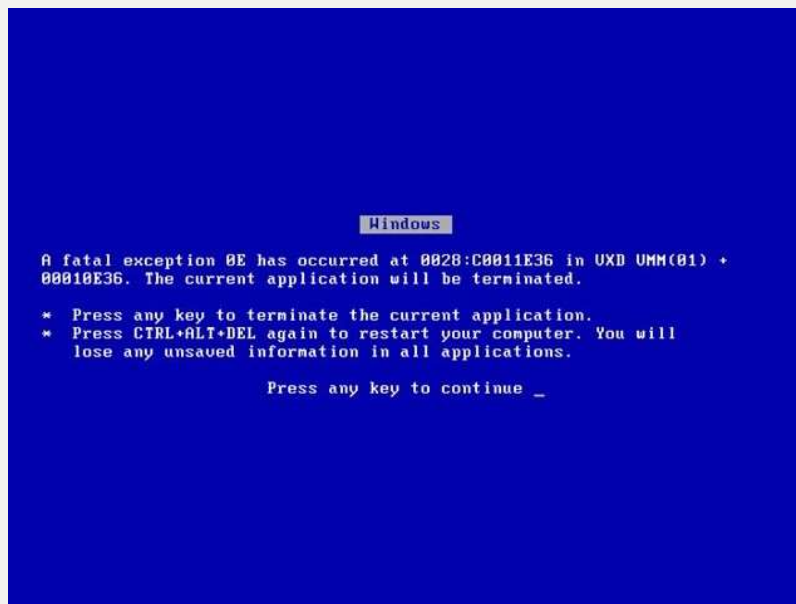 Windows
A fatal exception 0E has occurred at 0028:C0011E36 in VXD VMM(01) +
00010E36. The current application will be terminated.
* Press any key to terminate the current application.
* Press CTRL+ALT+DEL again to restart your computer. You will
lose any unsaved information in all applications.
Press any key to continue _